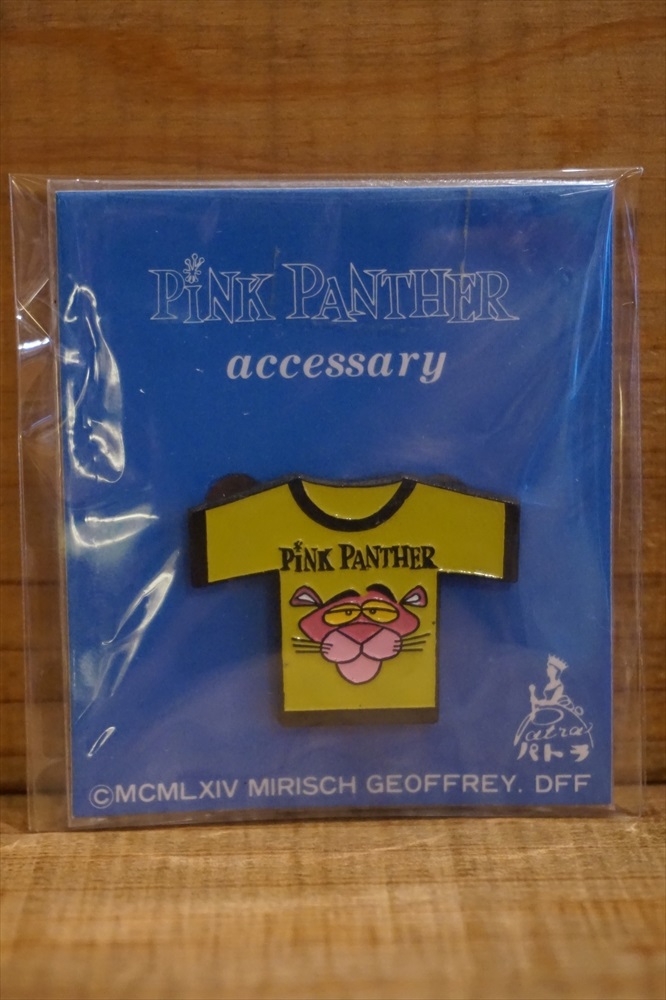 PiNK PANTHER
accessary
PiNK PANTHER
Patra
パトラ
©MCMLXIV MIRISCH GEOFFREY. DFF